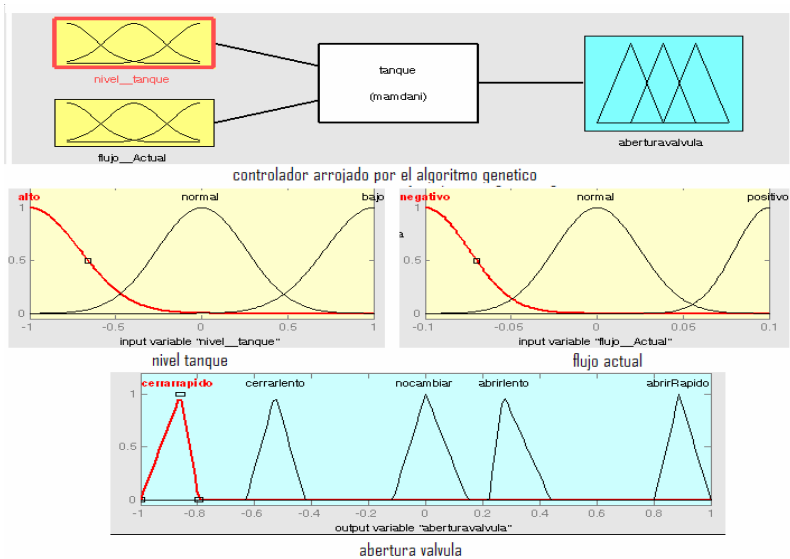 nivel__tanque
flujo__Actual
tanque
(mamdani)
aberturavalvula
controlador arrojado por el algoritmo genetico
alto normal bajo
1
0.5
0
-1 -0.5 0 0.5 1
input variable "nivel__tanque"
nivel tanque
negativo normal positivo
1
a
0.5
0
-0.1 -0.05 0 0.05 0.1
input variable "flujo__Actual"
flujo actual
cerrarrapido cerrarlento nocambiar abrirlento abrirRapido
1
0.5
0
-1 -0.8 -0.6 -0.4 -0.2 0 0.2 0.4 0.6 0.8 1
output variable "aberturavalvula"
abertura valvula